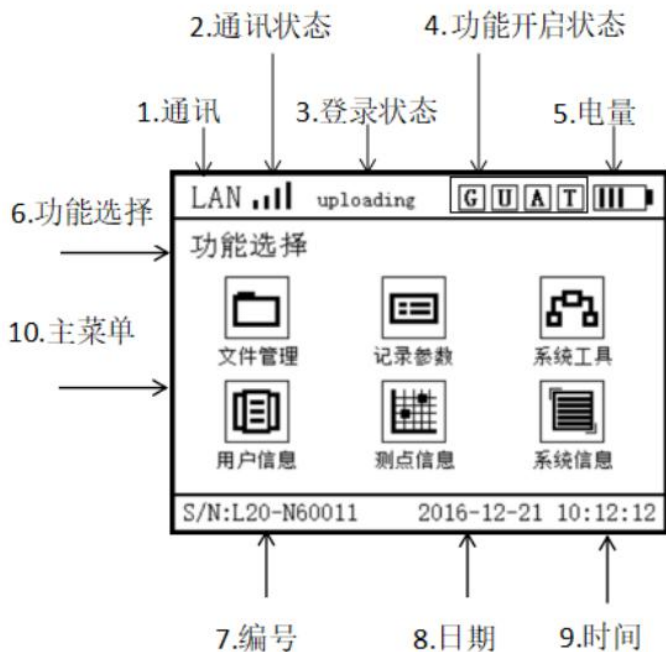 2.通讯状态
4.功能开启状态
1.通讯
3.登录状态
5.电量
LAN uploading G U A T
6.功能选择
功能选择
10.主菜单
文件管理 记录参数 系统工具
用户信息 测点信息 系统信息
S/N:L20-N60011 2016-12-21 10:12:12
7.编号
8.日期
9.时间